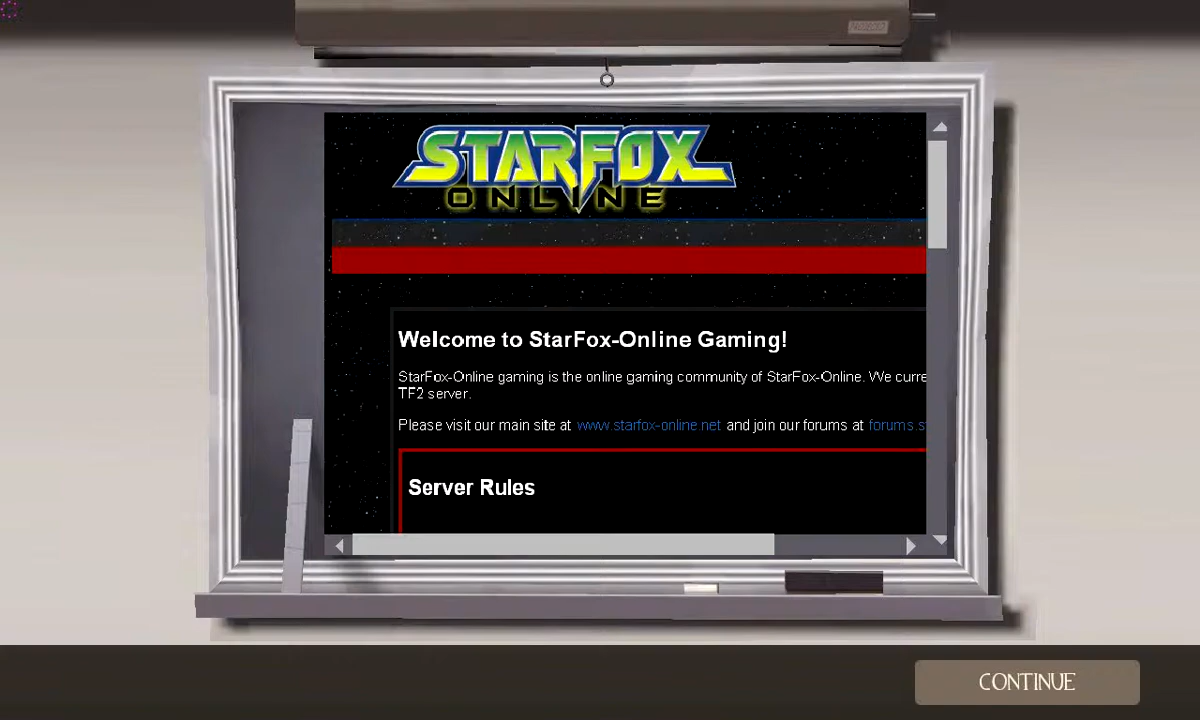 STARFOX
ONLINE
Welcome to StarFox-Online Gaming!
StarFox-Online gaming is the online gaming community of StarFox-Online. We curre
TF2 server.
Please visit our main site at www.starfox-online.net and join our forums at forums.s
Server Rules
CONTINUE